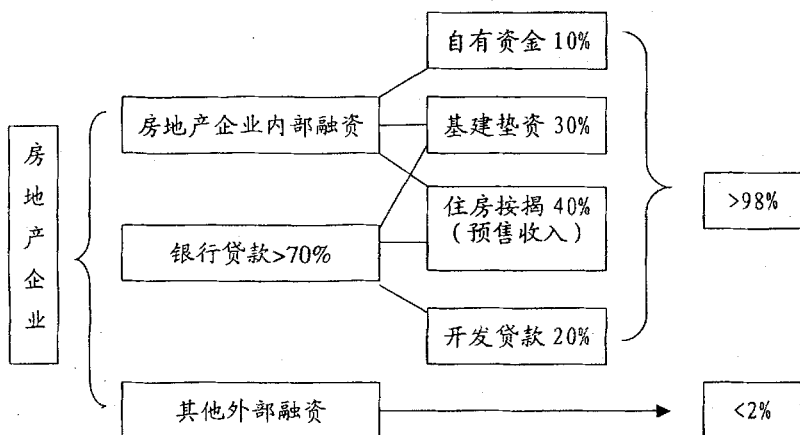 自有资金 10%
房地产企业内部融资
基建垫资 30%
房地产企业
住房按揭 40%
（预售收入）
>98%
银行贷款>70%
开发贷款 20%
其他外部融资
<2%